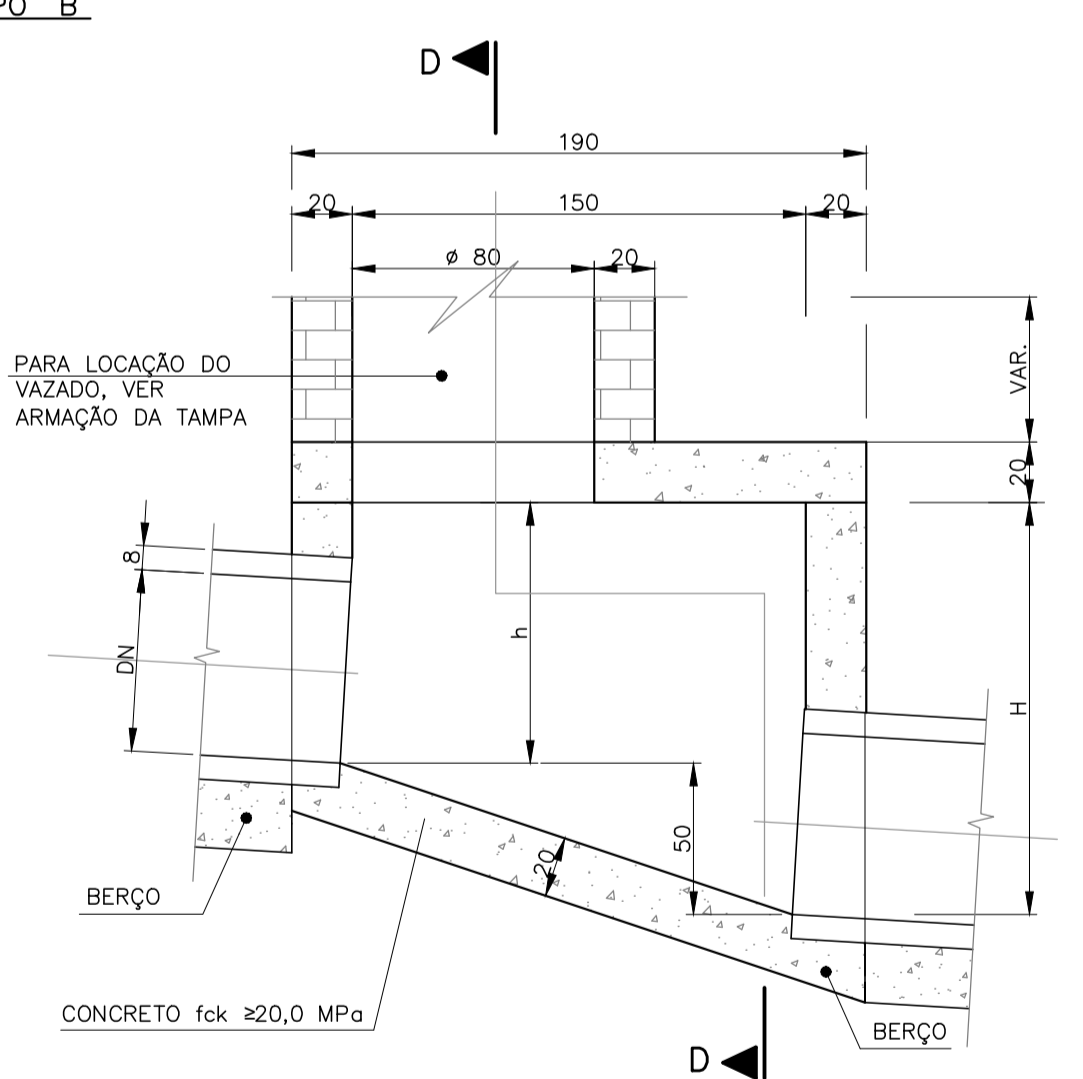 PO B
D
190
20
150
20
ø 80
20
PARA LOCAÇÃO DO
VAZADO, VER
ARMAÇÃO DA TAMPA
VAR.
20
8
DN
h
H
50
20
BERÇO
CONCRETO fck ≥20,0 MPa
BERÇO
D